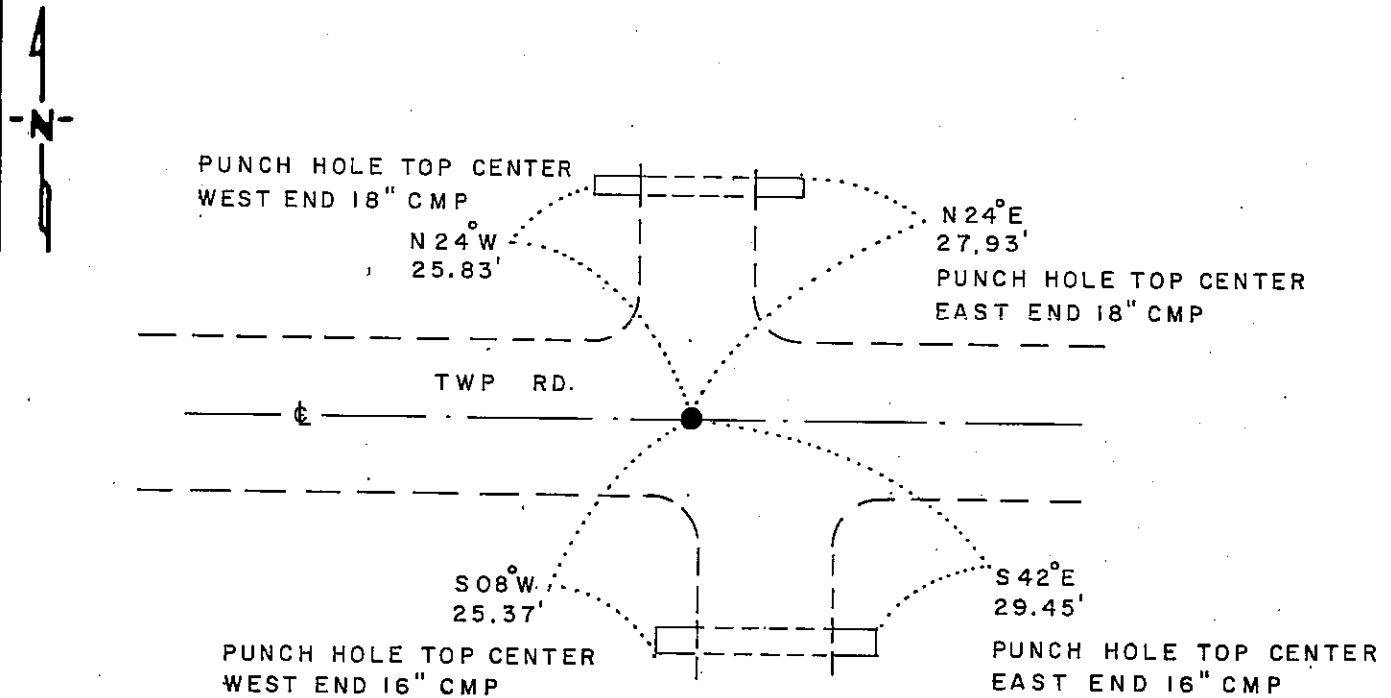 -N-
PUNCH HOLE TOP CENTER
WEST END 18" CMP
N 24°W
25.83'
N 24°E
27.93'
PUNCH HOLE TOP CENTER
EAST END 18" CMP
TWP RD.
℄
S 08°W
25.37'
PUNCH HOLE TOP CENTER
WEST END 16" CMP
S 42°E
29.45'
PUNCH HOLE TOP CENTER
EAST END 16" CMP